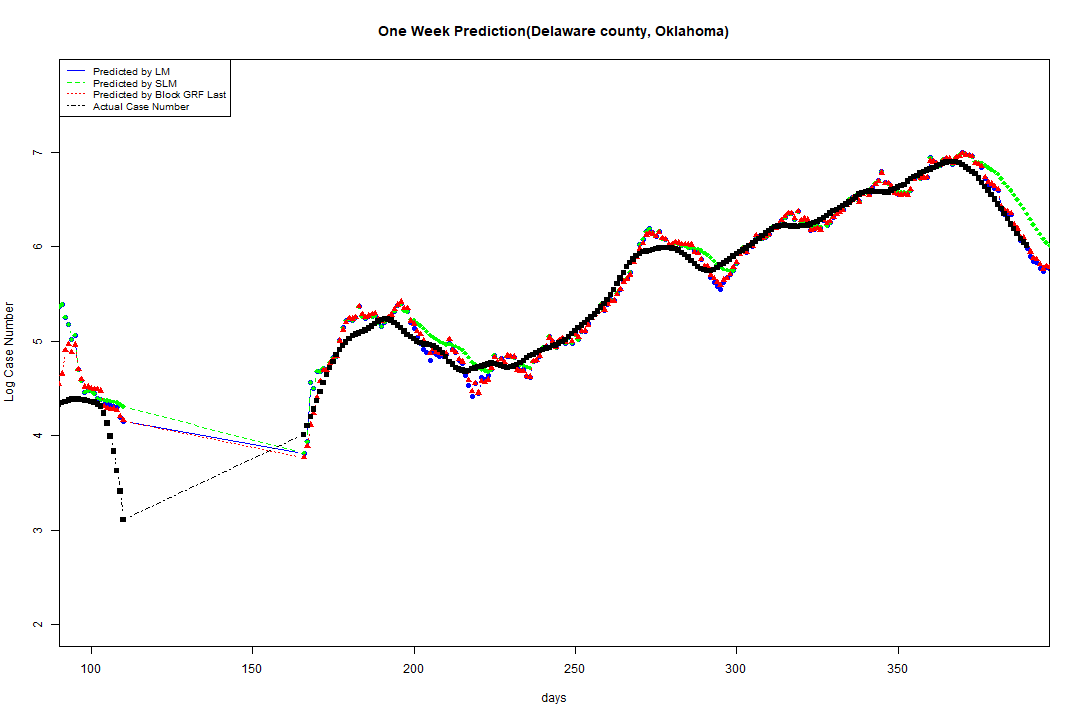 One Week Prediction(Delaware county, Oklahoma)
Predicted by LM
Predicted by SLM
Predicted by Block GRF Last
Actual Case Number
Log Case Number
7
6
5
4
3
2
100 150 200 250 300 350
days